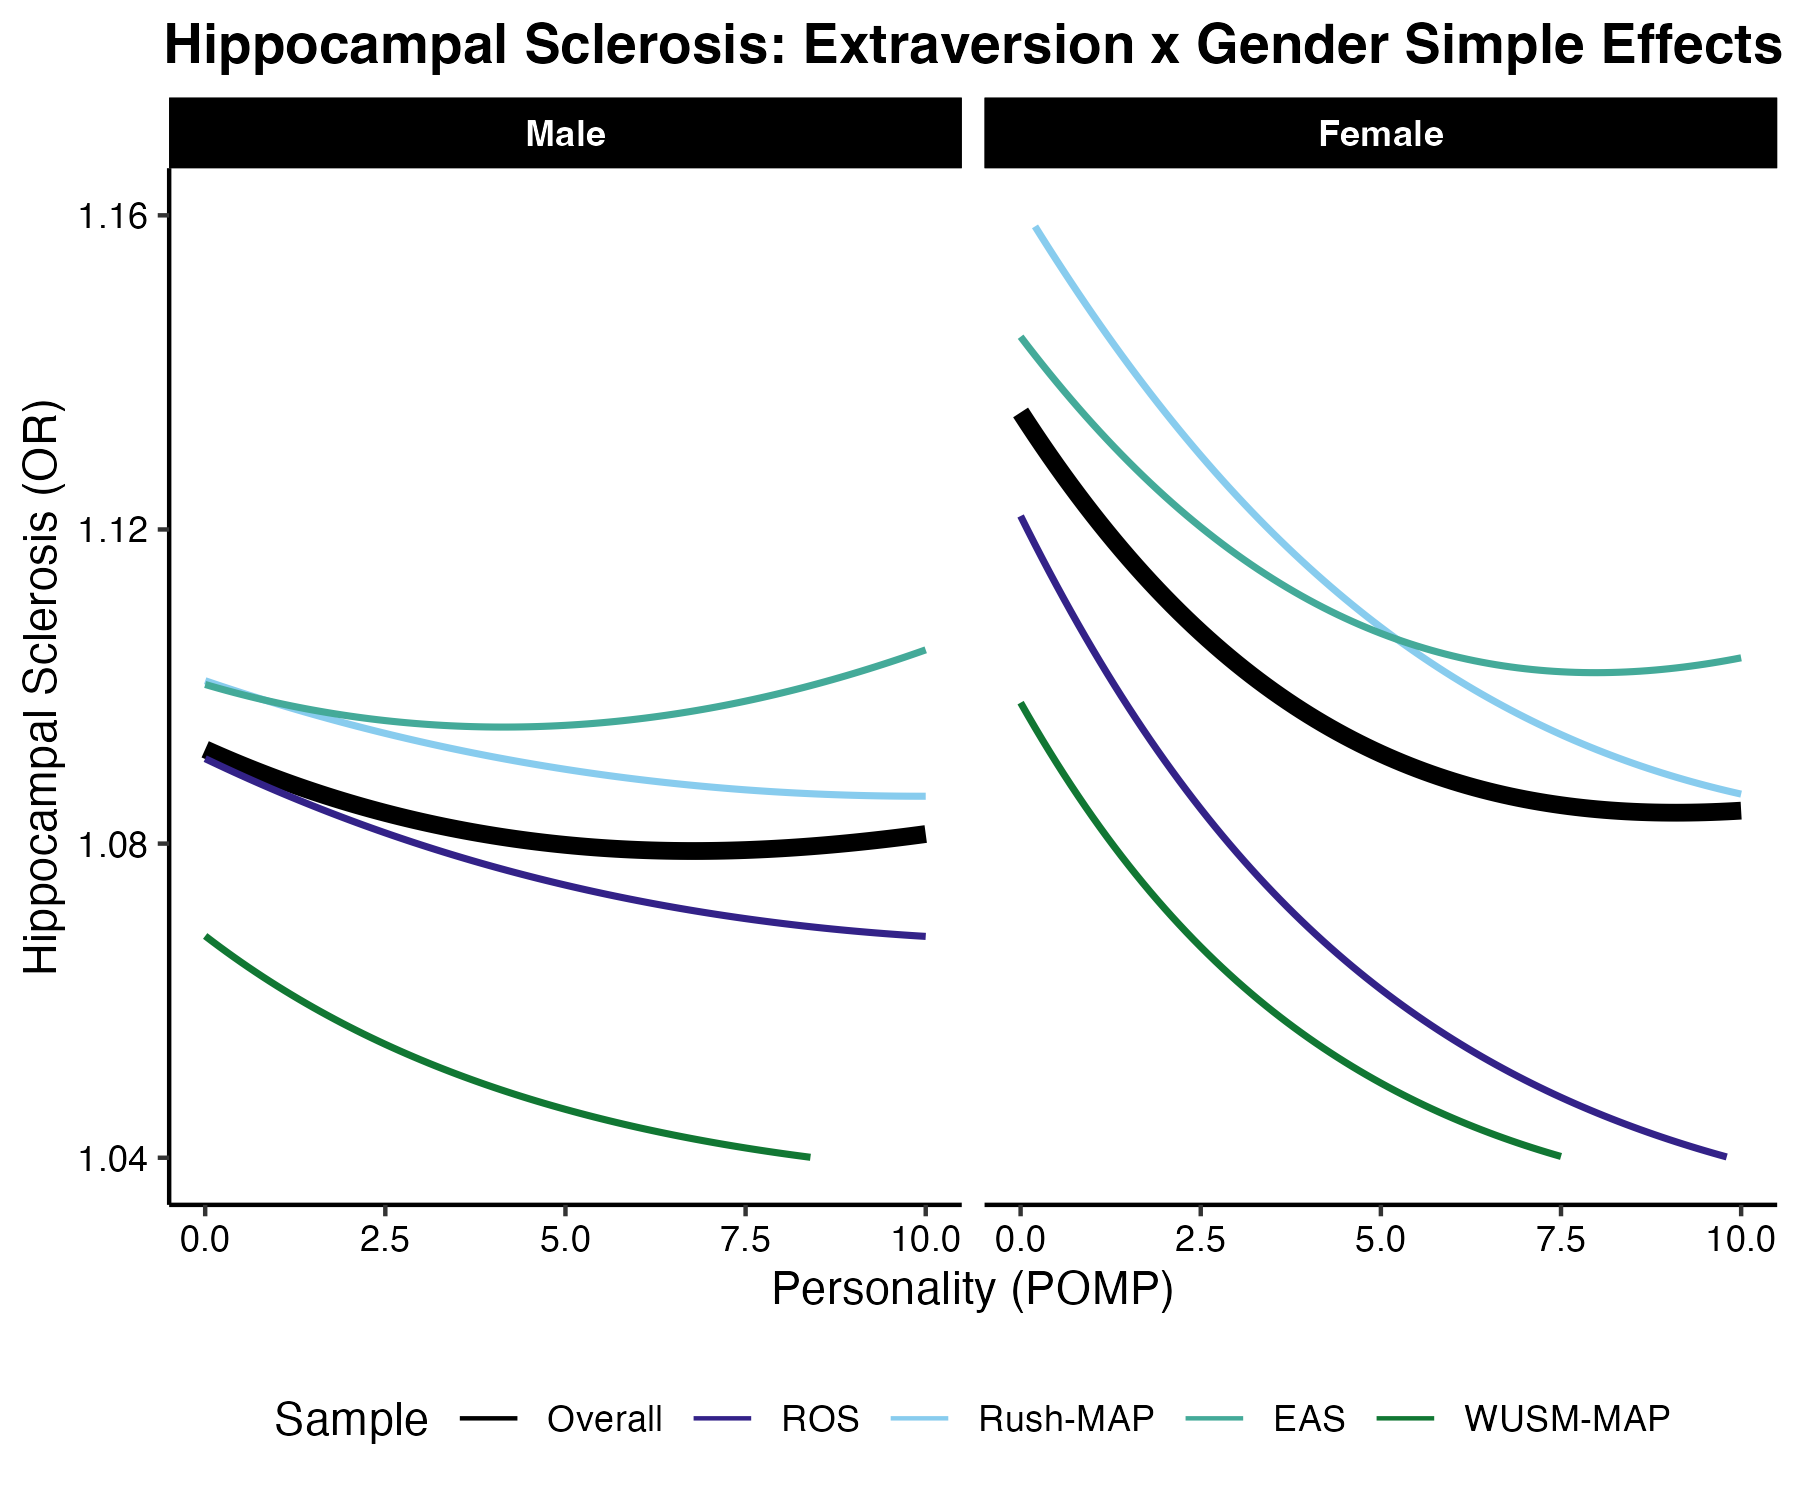 Hippocampal Sclerosis: Extraversion x Gender Simple Effects
Male
Female
Hippocampal Sclerosis (OR)
1.16
1.12
1.08
1.04
0.0 2.5 5.0 7.5 10.0
0.0 2.5 5.0 7.5 10.0
Personality (POMP)
Sample Overall ROS Rush-MAP EAS WUSM-MAP